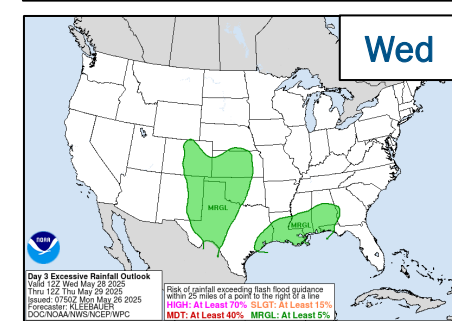 Wed
MRGL
MRGL
NOAA
Day 3 Excessive Rainfall Outlook
Valid 12Z Wed May 28 2025
Thru 12Z Thu May 29 2025
Issued: 0750Z Mon May 26 2025
Forecaster: KLEEBAUER
DOC/NOAA/NWS/NCEP/WPC
Risk of rainfall exceeding flash flood guidance
within 25 miles of a point to the right of a line
HIGH: At Least 70% SLGT: At Least 15%
MDT: At Least 40% MRGL: At Least 5%